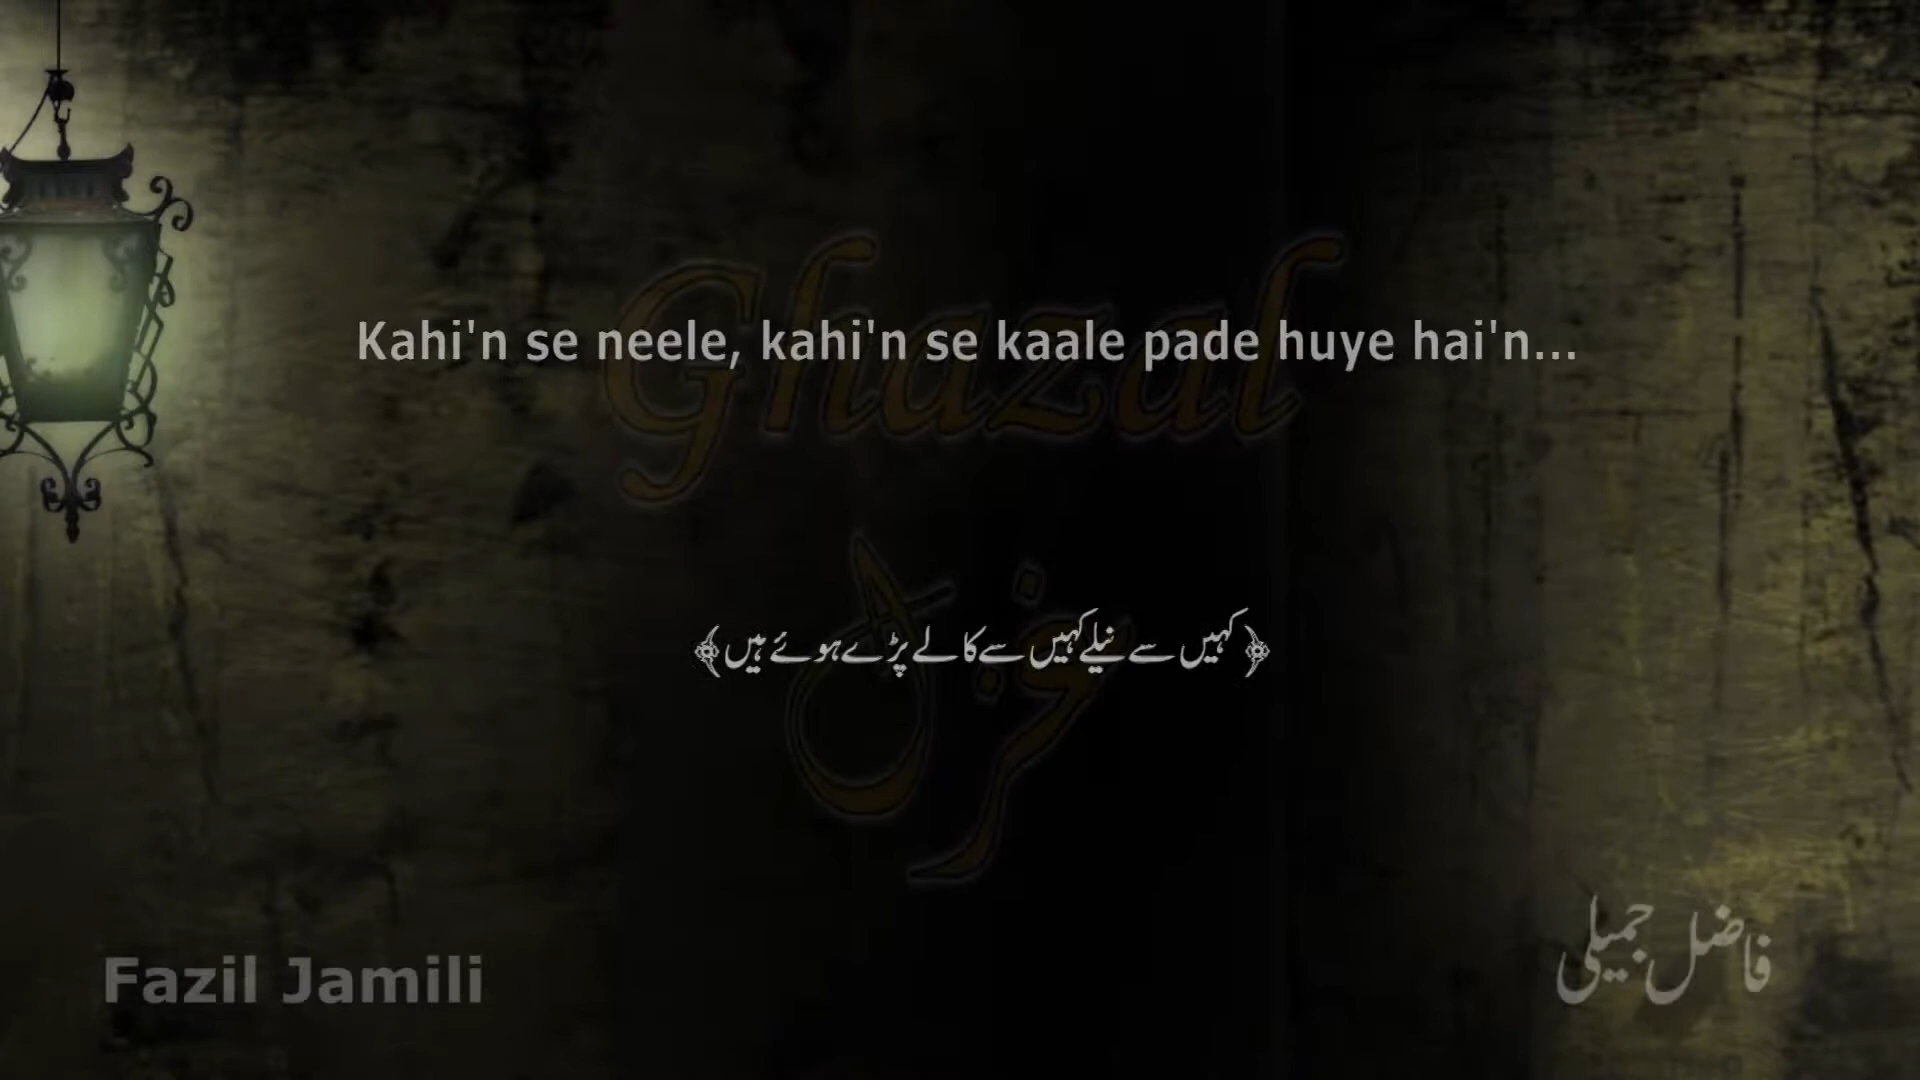 Ghazal
Kahi'n se neele, kahi'n se kaale pade huye hai'n...
غزل
﴿کہیں سے نیلے کہیں سے کالے پڑے ہوئے ہیں﴾
Fazil Jamili
فاضل جمیلی